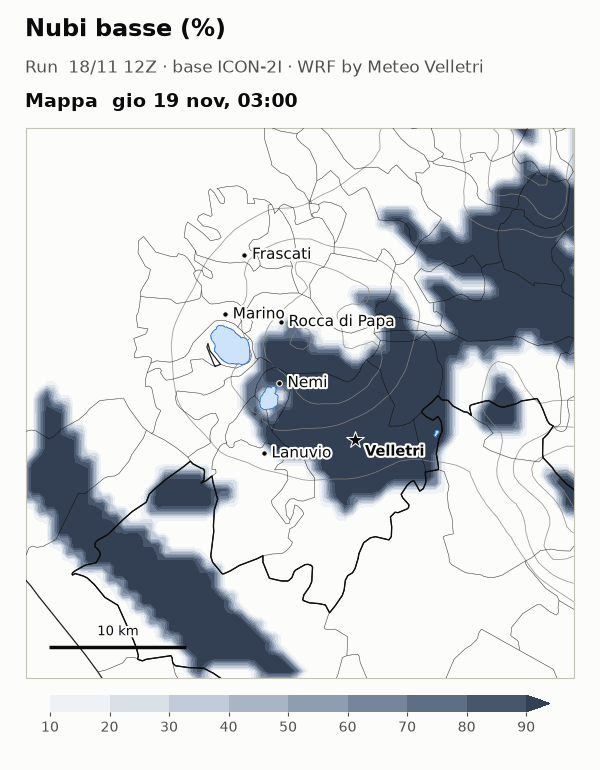 Nubi basse (%)
Run  18/11 12Z · base ICON-2I · WRF by Meteo Velletri
Mappa  gio 19 nov, 03:00
Frascati
Marino
Rocca di Papa
Nemi
Velletri
Lanuvio
10 km
10 20 30 40 50 60 70 80 90